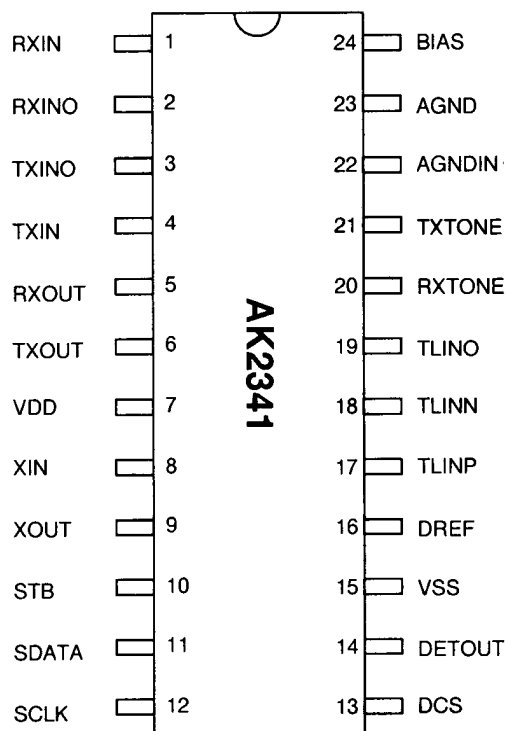 RXIN 1 24 BIAS
RXINO 2 23 AGND
TXINO 3 22 AGNDIN
TXIN 4 21 TXTONE
RXOUT 5 20 RXTONE
TXOUT 6 19 TLINO
VDD 7 18 TLINN
XIN 8 17 TLINP
XOUT 9 16 DREF
STB 10 15 VSS
SDATA 11 14 DETOUT
SCLK 12 13 DCS
AK2341